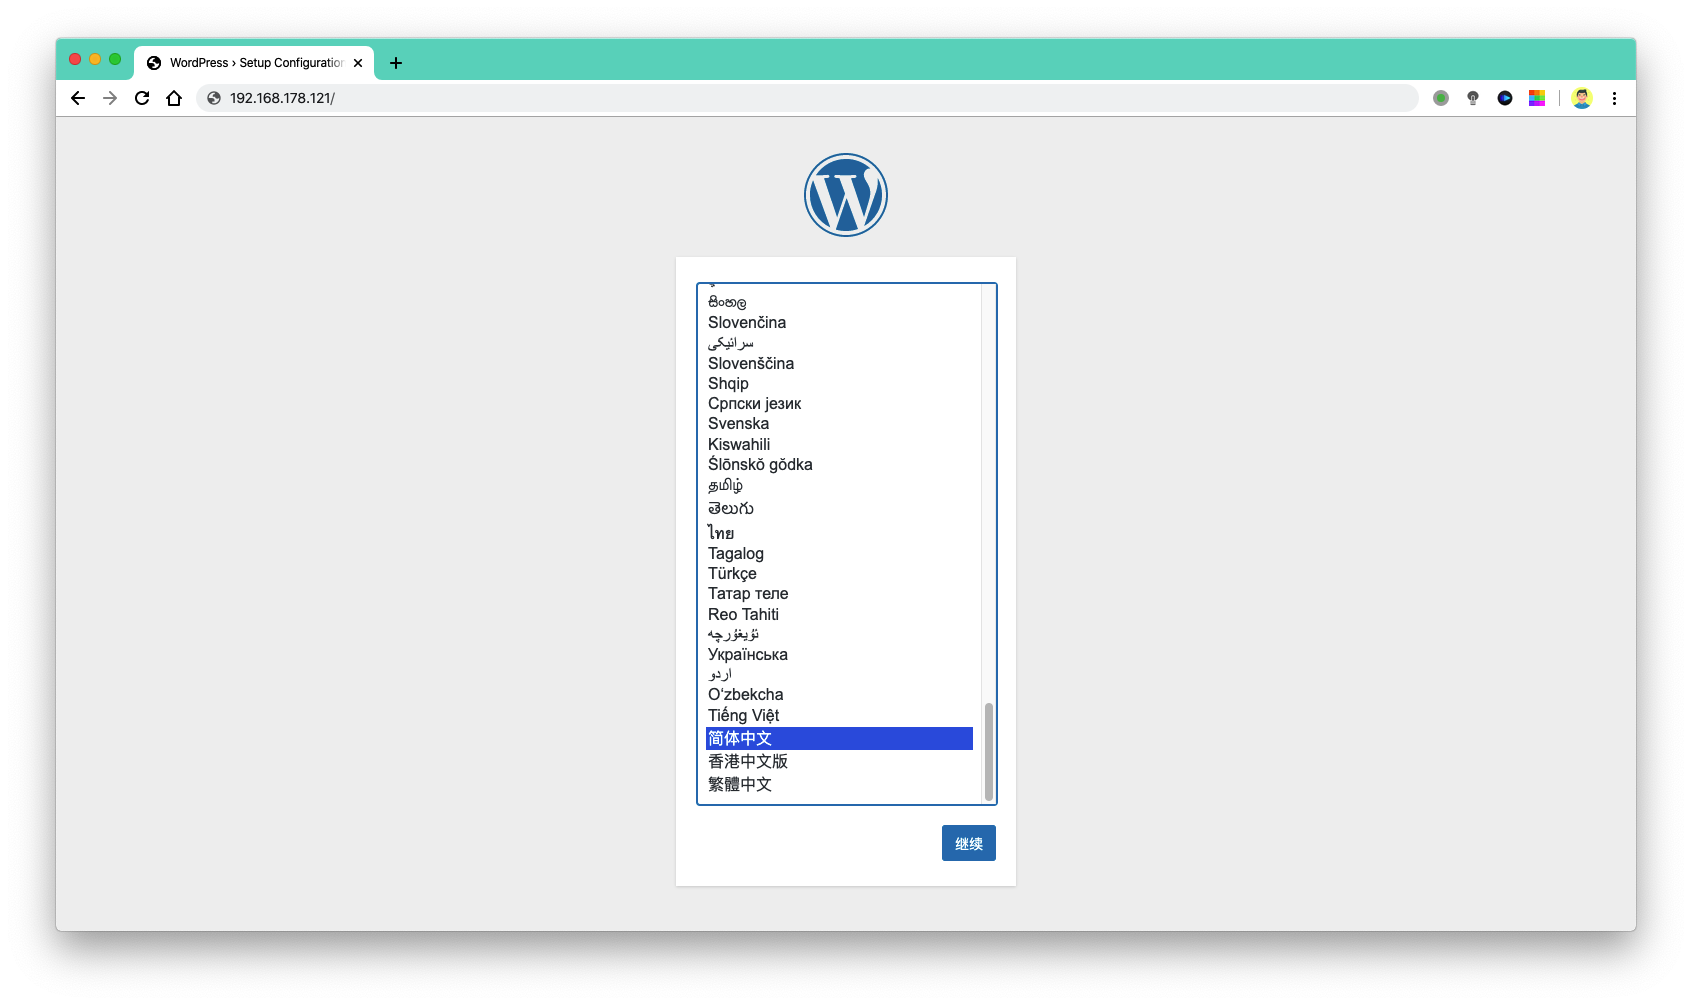 WordPress › Setup Configuration
192.168.178.121/
සිංහල
Slovenčina
سرائیکی
Slovenščina
Shqip
Српски језик
Svenska
Kiswahili
Ślōnskŏ gŏdka
தமிழ்
తెలుగు
ไทย
Tagalog
Türkçe
Татар теле
Reo Tahiti
ئۇيغۇرچە
Українська
اردو
O‘zbekcha
Tiếng Việt
简体中文
香港中文版
繁體中文
继续